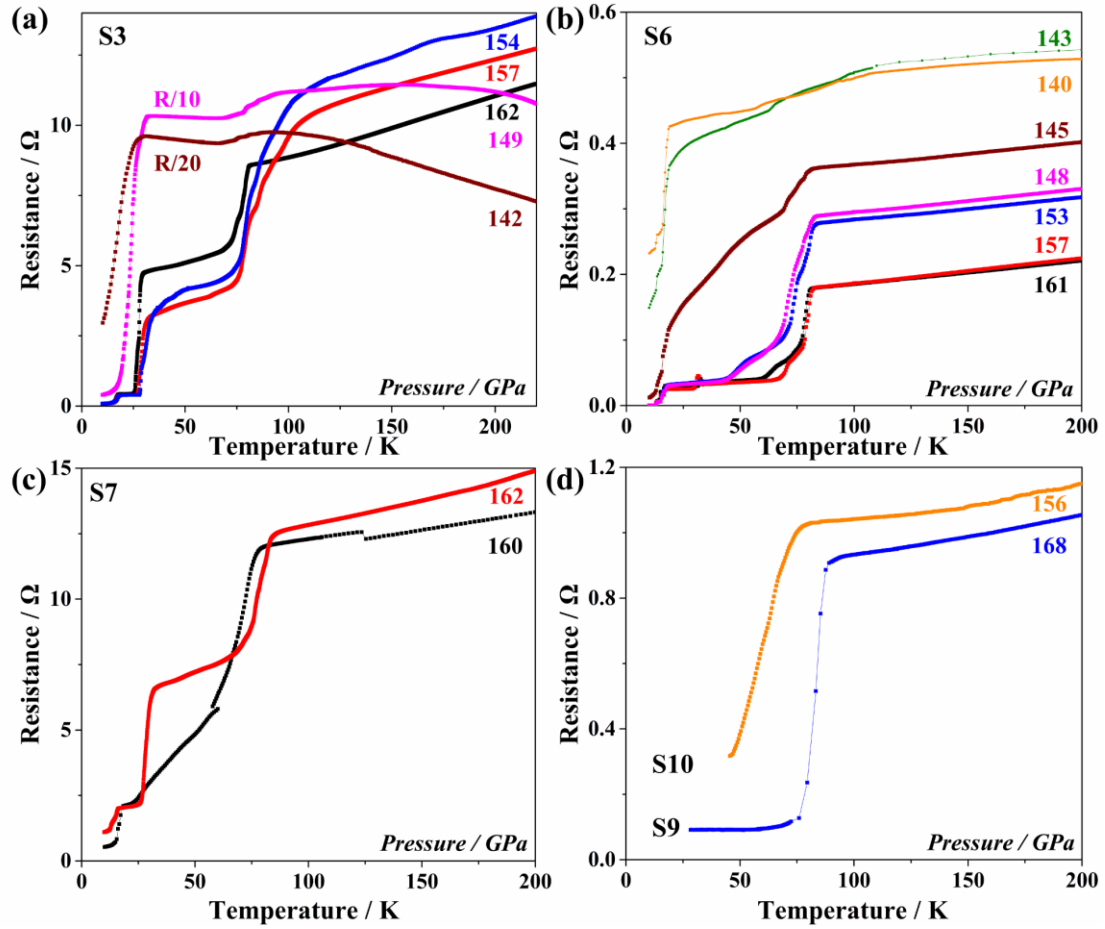 (a)
S3
154
157
162
149
142
R/10
R/20
Pressure / GPa
Resistance / Ω
0
5
10
0 50 100 150 200
Temperature / K
(b)
S6
143
140
145
148
153
157
161
Pressure / GPa
Resistance / Ω
0.6
0.4
0.2
0.0
0 50 100 150 200
Temperature / K
(c)
S7
162
160
Pressure / GPa
Resistance / Ω
15
10
5
0
0 50 100 150 200
Temperature / K
(d)
156
168
S10
S9
Pressure / GPa
Resistance / Ω
1.2
0.8
0.4
0.0
0 50 100 150 200
Temperature / K